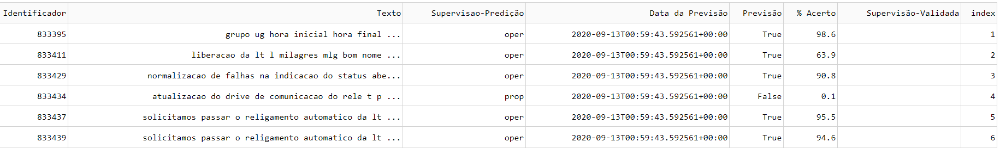 Identificador Texto Supervisao-Predição Data da Previsão Previsão % Acerto Supervisão-Validada index
833395 grupo ug hora inicial hora final ... oper 2020-09-13T00:59:43.592561+00:00 True 98.6 1
833411 liberacao da lt l milagres mlg bom nome ... oper 2020-09-13T00:59:43.592561+00:00 True 63.9 2
833429 normalizacao de falhas na indicacao do status abe... oper 2020-09-13T00:59:43.592561+00:00 True 90.8 3
833434 atualizacao do drive de comunicacao do rele t p ... prop 2020-09-13T00:59:43.592561+00:00 False 0.1 4
833437 solicitamos passar o religamento automatico da lt ... oper 2020-09-13T00:59:43.592561+00:00 True 95.5 5
833439 solicitamos passar o religamento automatico da lt ... oper 2020-09-13T00:59:43.592561+00:00 True 94.6 6